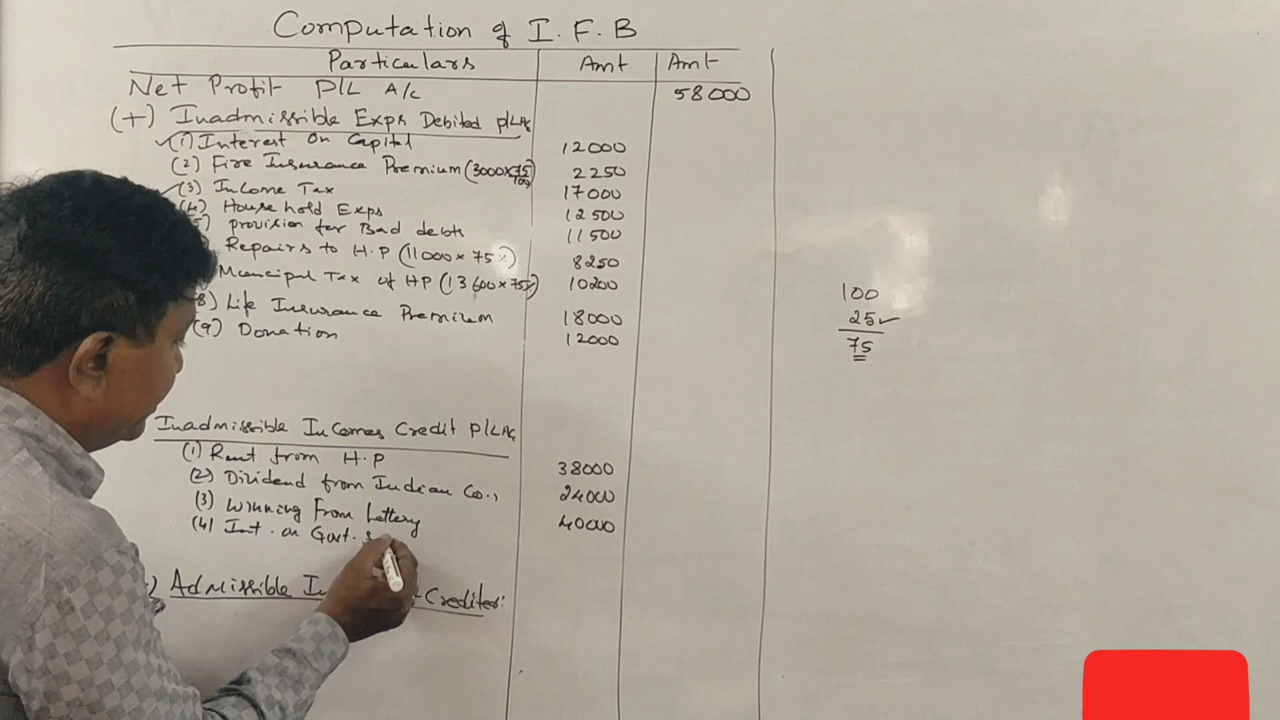 Computation of I. F. B
Particulars Amt Amt
Net Profit P/L A/c 58000
(+) Inadmissible Exps Debited P/L A/c
(1) Interest on Capital 12000
(2) Fire Insurance Premium (3000×75/100) 2250
(3) Income Tax 17000
(4) House hold Exps 12500
5) provision for Bad debts 11500
Repairs to H.P (11000×75%) 8250
Muncipal Tax of HP (13600×75%) 10200
8) Life Insurance Premium 18000
(9) Donation 12000
Inadmissible Incomes Credit P/L A/c
(1) Rent from H.P 38000
(2) Dividend from Indian Co., 24000
(3) Winning From Lottery 40000
(4) Int. on Govt. S
) Admissible In Credited:
100
25✓
75